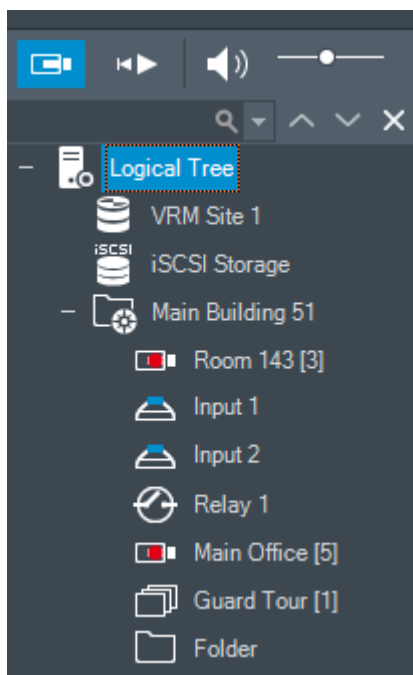 Logical Tree
VRM Site 1
iSCSI
iSCSI Storage
Main Building 51
Room 143 [3]
Input 1
Input 2
Relay 1
Main Office [5]
Guard Tour [1]
Folder